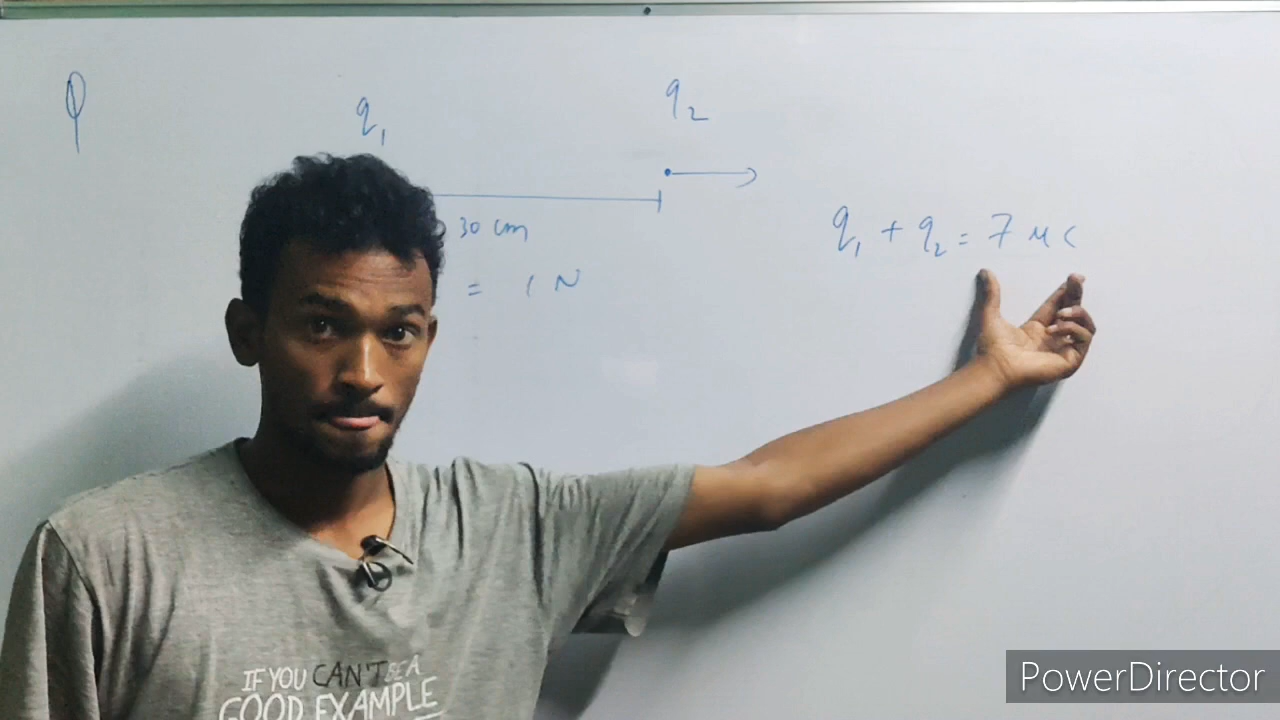 φ
q₁
q₂
30 cm
q₁ + q₂ = 7 μC
= 1 N
IF YOU CAN'T BE A
GOOD EXAMPLE
PowerDirector